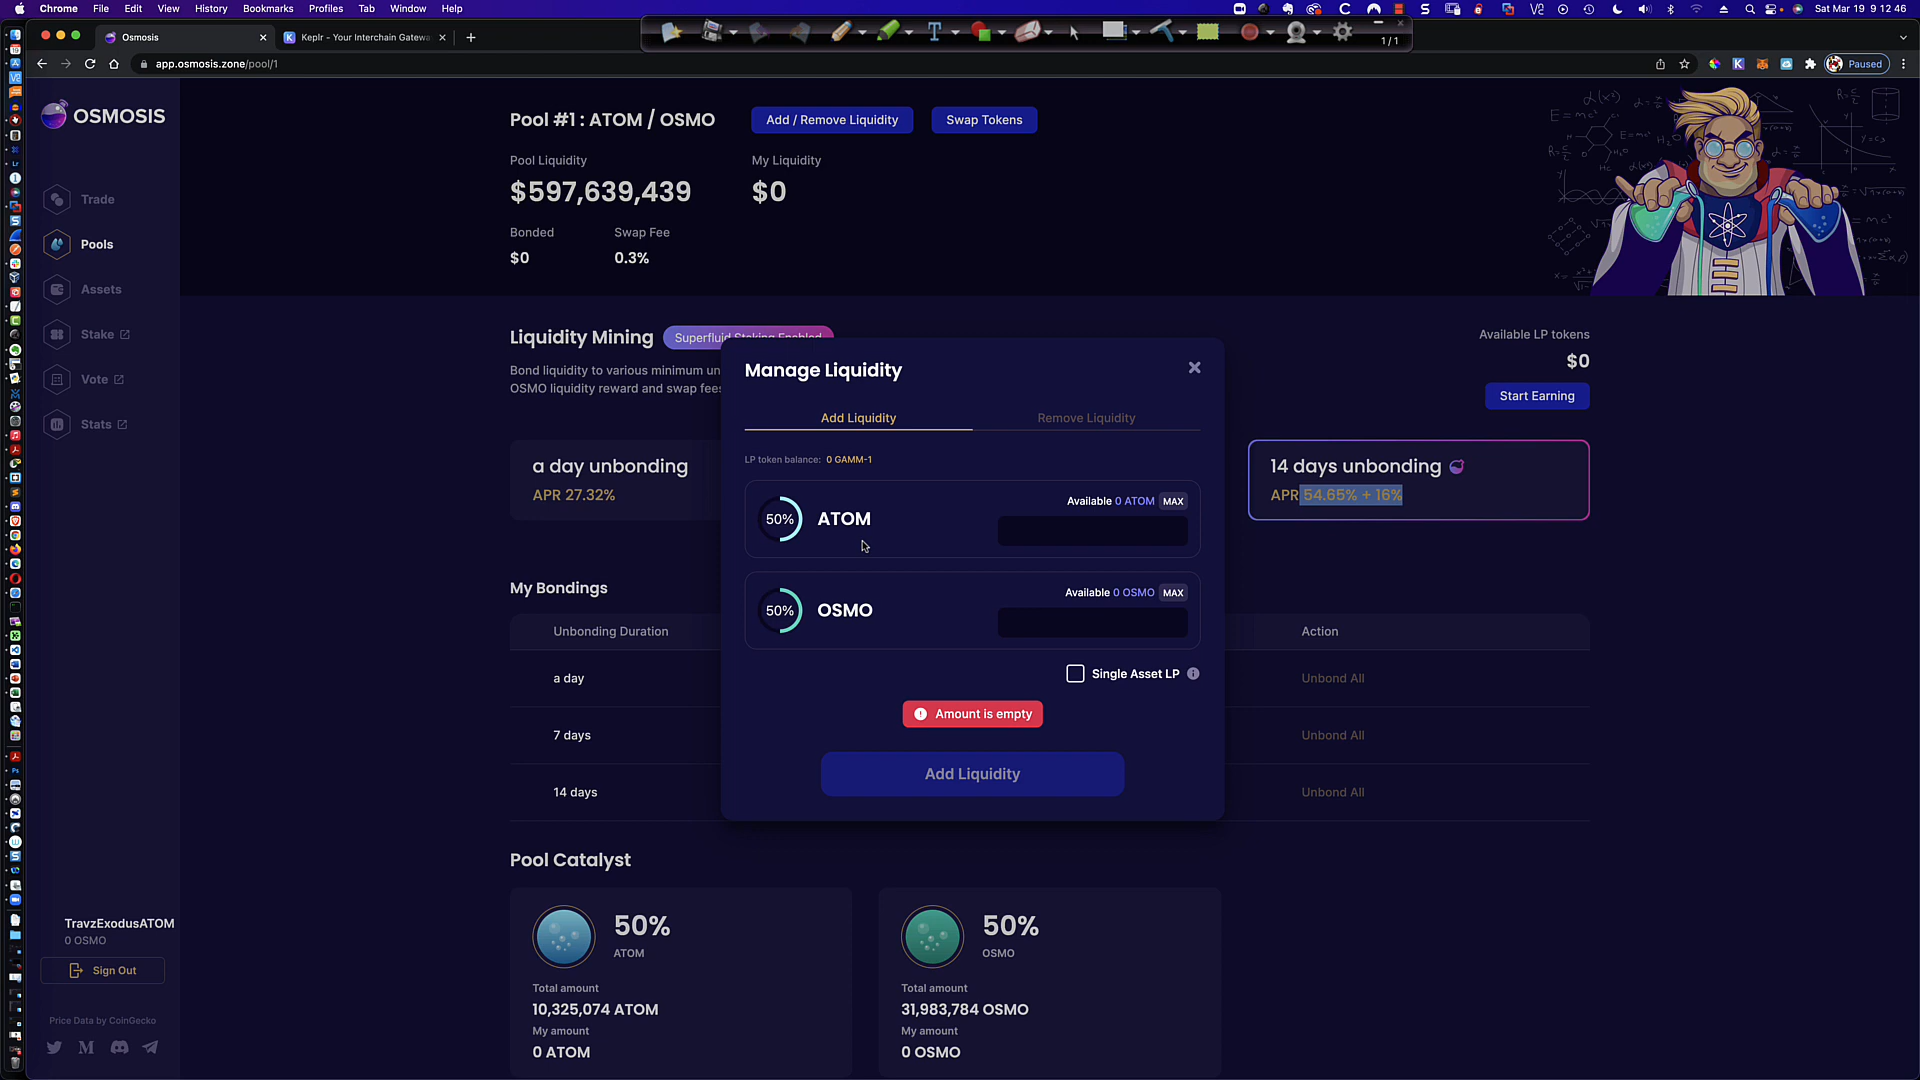 Chrome File Edit View History Bookmarks Profiles Tab Window Help
Sat Mar 19 9 12 46
Osmosis
Keplr - Your Interchain Gatewa
1/1
app.osmosis.zone/pool/1
Paused
OSMOSIS
Trade
Pools
Assets
Stake
Vote
Stats
TravzExodusATOM
0 OSMO
Sign Out
Price Data by CoinGecko
Pool #1 : ATOM / OSMO
Add / Remove Liquidity
Swap Tokens
Pool Liquidity
My Liquidity
$597,639,439
$0
Bonded
Swap Fee
$0
0.3%
Liquidity Mining
Superfluid Staking Enabled
Bond liquidity to various minimum un
OSMO liquidity reward and swap fees
Available LP tokens
$0
Start Earning
a day unbonding
APR 27.32%
14 days unbonding
APR 54.65% + 16%
Manage Liquidity
Add Liquidity
Remove Liquidity
LP token balance: 0 GAMM-1
50%
ATOM
Available 0 ATOM MAX
50%
OSMO
Available 0 OSMO MAX
Single Asset LP
Amount is empty
Add Liquidity
My Bondings
Unbonding Duration
Action
a day
Unbond All
7 days
Unbond All
14 days
Unbond All
Pool Catalyst
50%
ATOM
Total amount
10,325,074 ATOM
My amount
0 ATOM
50%
OSMO
Total amount
31,983,784 OSMO
My amount
0 OSMO